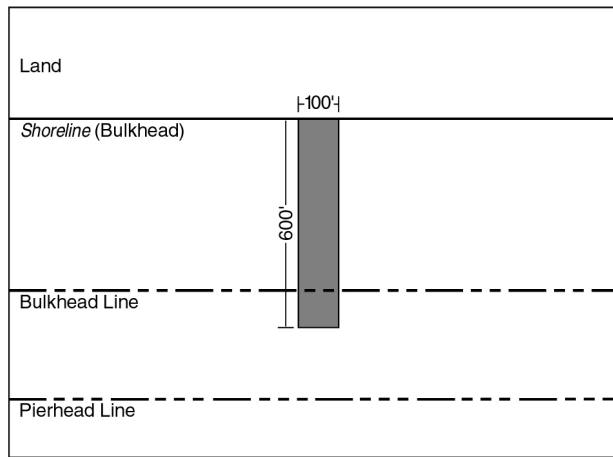 Land
100'
Shoreline (Bulkhead)
600'
Bulkhead Line
Pierhead Line